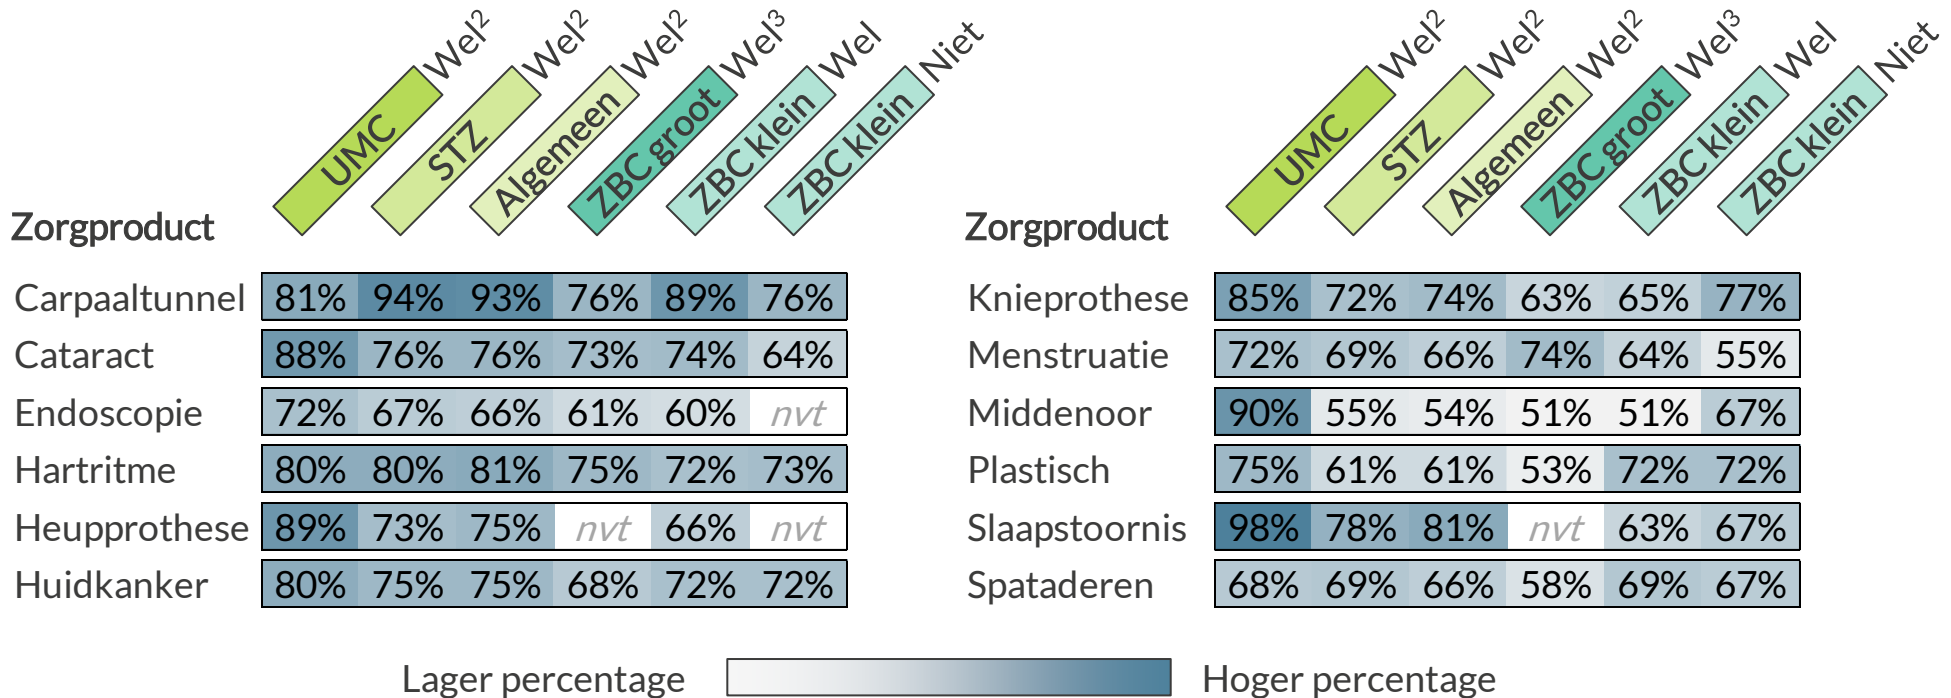 Wel² Wel² Wel² Wel³ Wel Niet
UMC STZ Algemeen ZBC groot ZBC klein ZBC klein
Zorgproduct
Carpaaltunnel 81% 94% 93% 76% 89% 76%
Cataract 88% 76% 76% 73% 74% 64%
Endoscopie 72% 67% 66% 61% 60% nvt
Hartritme 80% 80% 81% 75% 72% 73%
Heupprothese 89% 73% 75% nvt 66% nvt
Huidkanker 80% 75% 75% 68% 72% 72%
Wel² Wel² Wel² Wel³ Wel Niet
UMC STZ Algemeen ZBC groot ZBC klein ZBC klein
Zorgproduct
Knieprothese 85% 72% 74% 63% 65% 77%
Menstruatie 72% 69% 66% 74% 64% 55%
Middenoor 90% 55% 54% 51% 51% 67%
Plastisch 75% 61% 61% 53% 72% 72%
Slaapstoornis 98% 78% 81% nvt 63% 67%
Spataderen 68% 69% 66% 58% 69% 67%
Lager percentage Hoger percentage